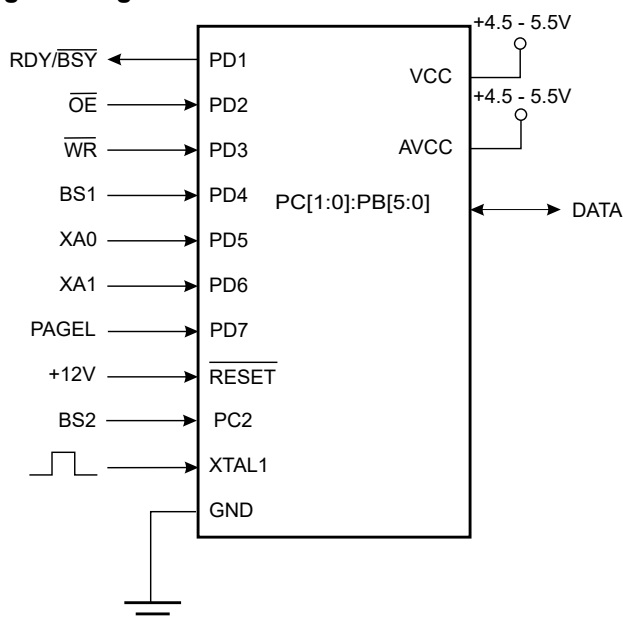 +4.5 - 5.5V
RDY/BSY PD1
VCC
OE PD2
+4.5 - 5.5V
WR PD3
AVCC
BS1 PD4
PC[1:0]:PB[5:0]
DATA
XA0 PD5
XA1 PD6
PAGEL PD7
+12V RESET
BS2 PC2
XTAL1
GND